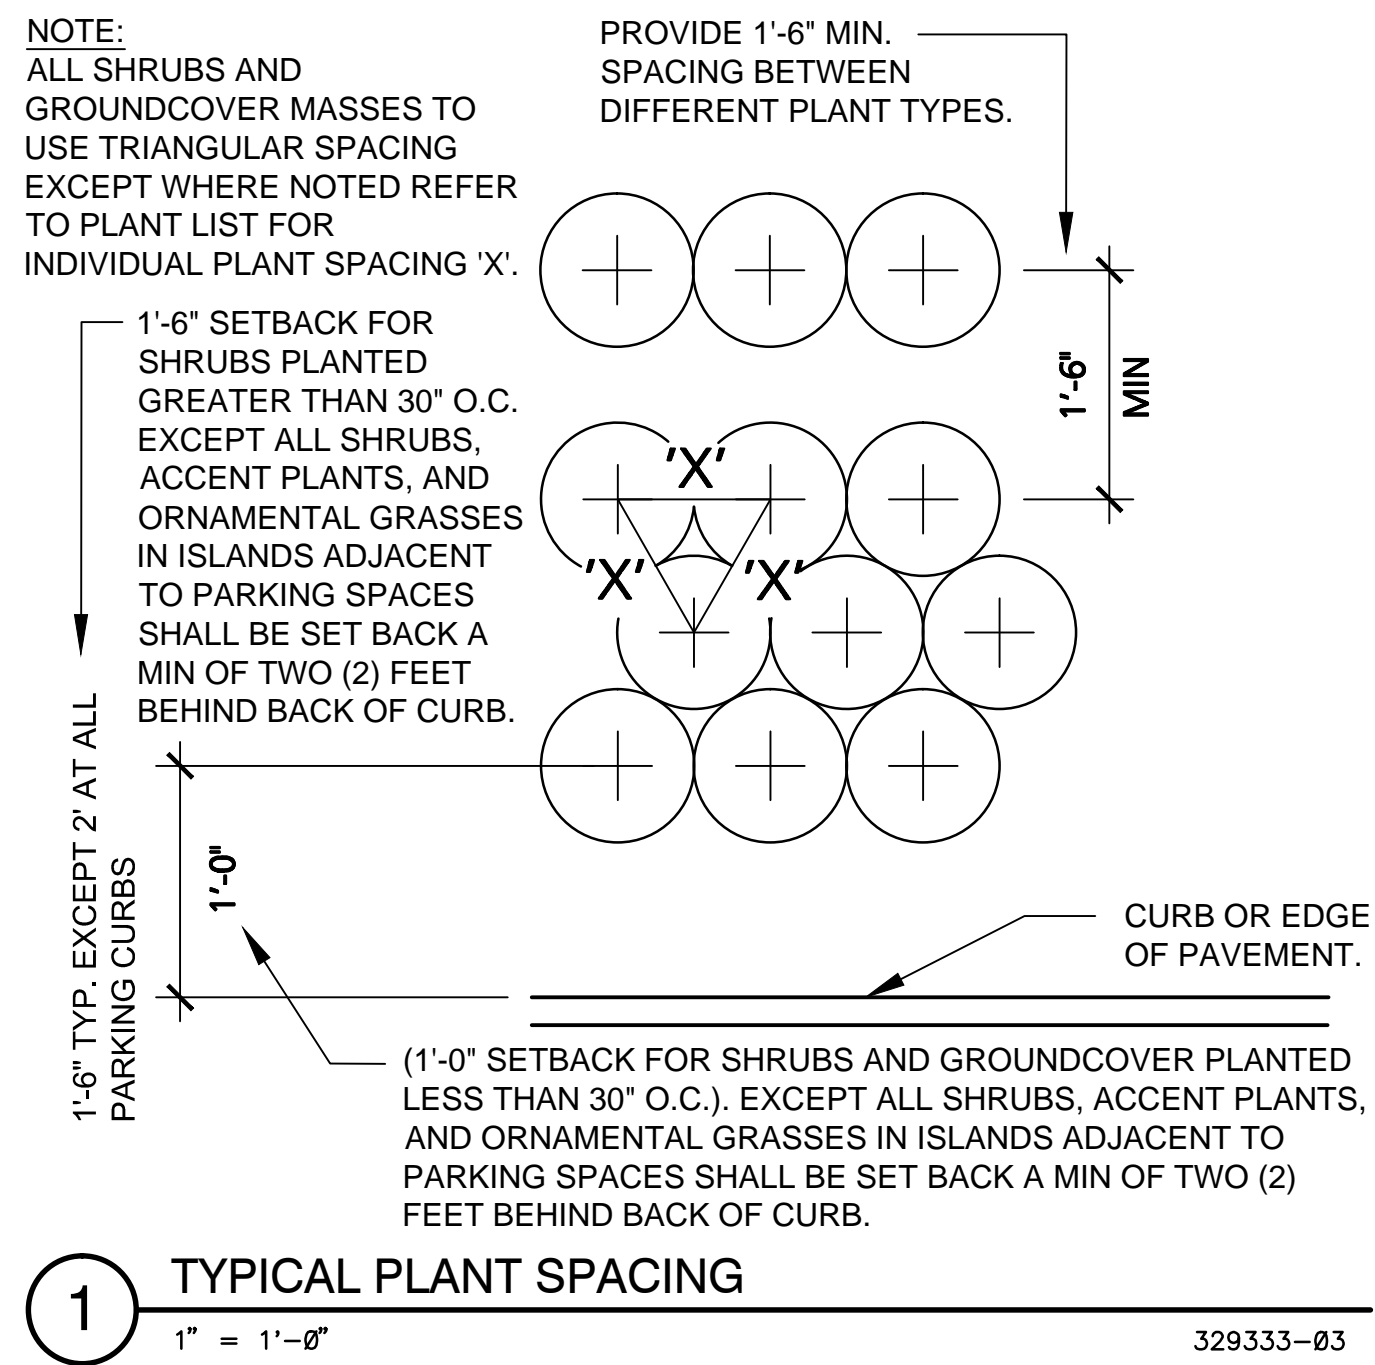 NOTE:
ALL SHRUBS AND
GROUNDCOVER MASSES TO
USE TRIANGULAR SPACING
EXCEPT WHERE NOTED REFER
TO PLANT LIST FOR
INDIVIDUAL PLANT SPACING 'X'.
PROVIDE 1'-6" MIN.
SPACING BETWEEN
DIFFERENT PLANT TYPES.
1'-6" SETBACK FOR
SHRUBS PLANTED
GREATER THAN 30" O.C.
EXCEPT ALL SHRUBS,
ACCENT PLANTS, AND
ORNAMENTAL GRASSES
IN ISLANDS ADJACENT
TO PARKING SPACES
SHALL BE SET BACK A
MIN OF TWO (2) FEET
BEHIND BACK OF CURB.
1'-6"
MIN
'X'
'X'
'X'
1'-6" TYP. EXCEPT 2' AT ALL
PARKING CURBS
1'-0"
CURB OR EDGE
OF PAVEMENT.
(1'-0" SETBACK FOR SHRUBS AND GROUNDCOVER PLANTED
LESS THAN 30" O.C.). EXCEPT ALL SHRUBS, ACCENT PLANTS,
AND ORNAMENTAL GRASSES IN ISLANDS ADJACENT TO
PARKING SPACES SHALL BE SET BACK A MIN OF TWO (2)
FEET BEHIND BACK OF CURB.
1
TYPICAL PLANT SPACING
1" = 1'-0"
329333-03